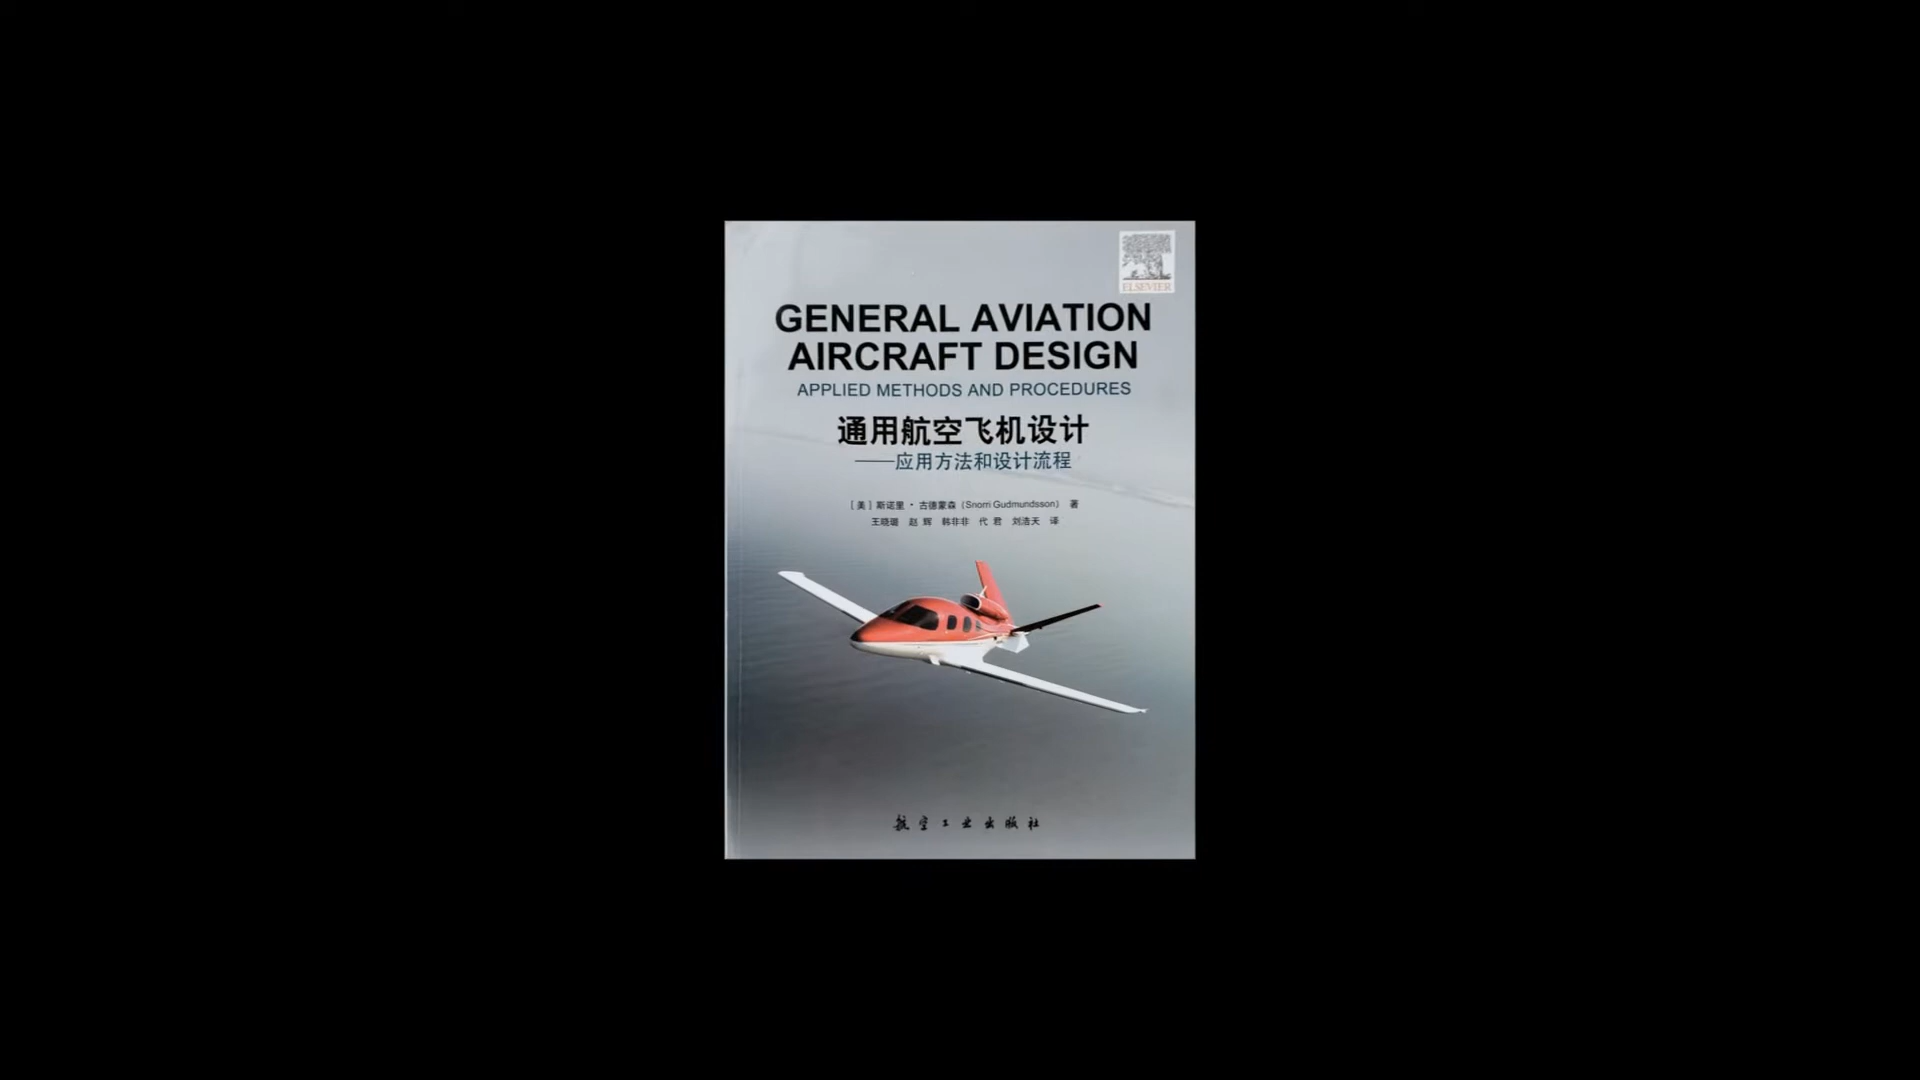 ELSEVIER
GENERAL AVIATION
AIRCRAFT DESIGN
APPLIED METHODS AND PROCEDURES
通用航空飞机设计
——应用方法和设计流程
[美] 斯诺里·古德蒙森 (Snorri Gudmundsson) 著
王晓璐 赵辉 韩非非 代君 刘浩天 译
航空工业出版社